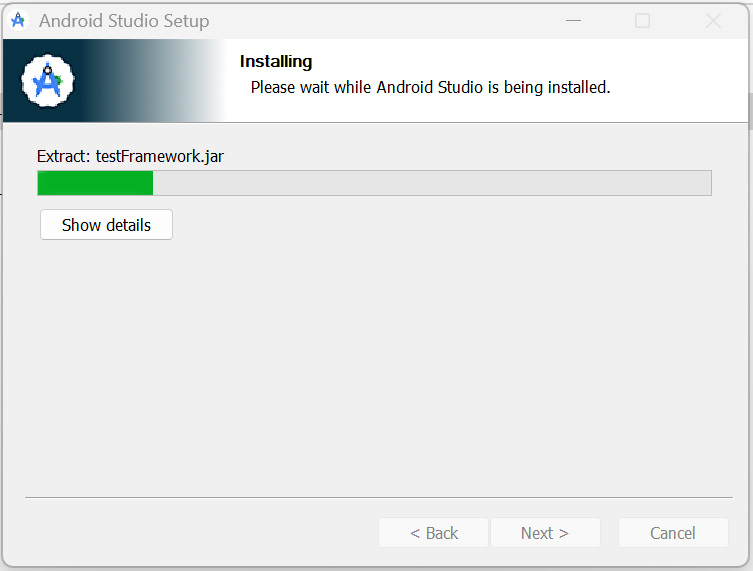 Android Studio Setup
Installing
Please wait while Android Studio is being installed.
Extract: testFramework.jar
Show details
< Back
Next >
Cancel